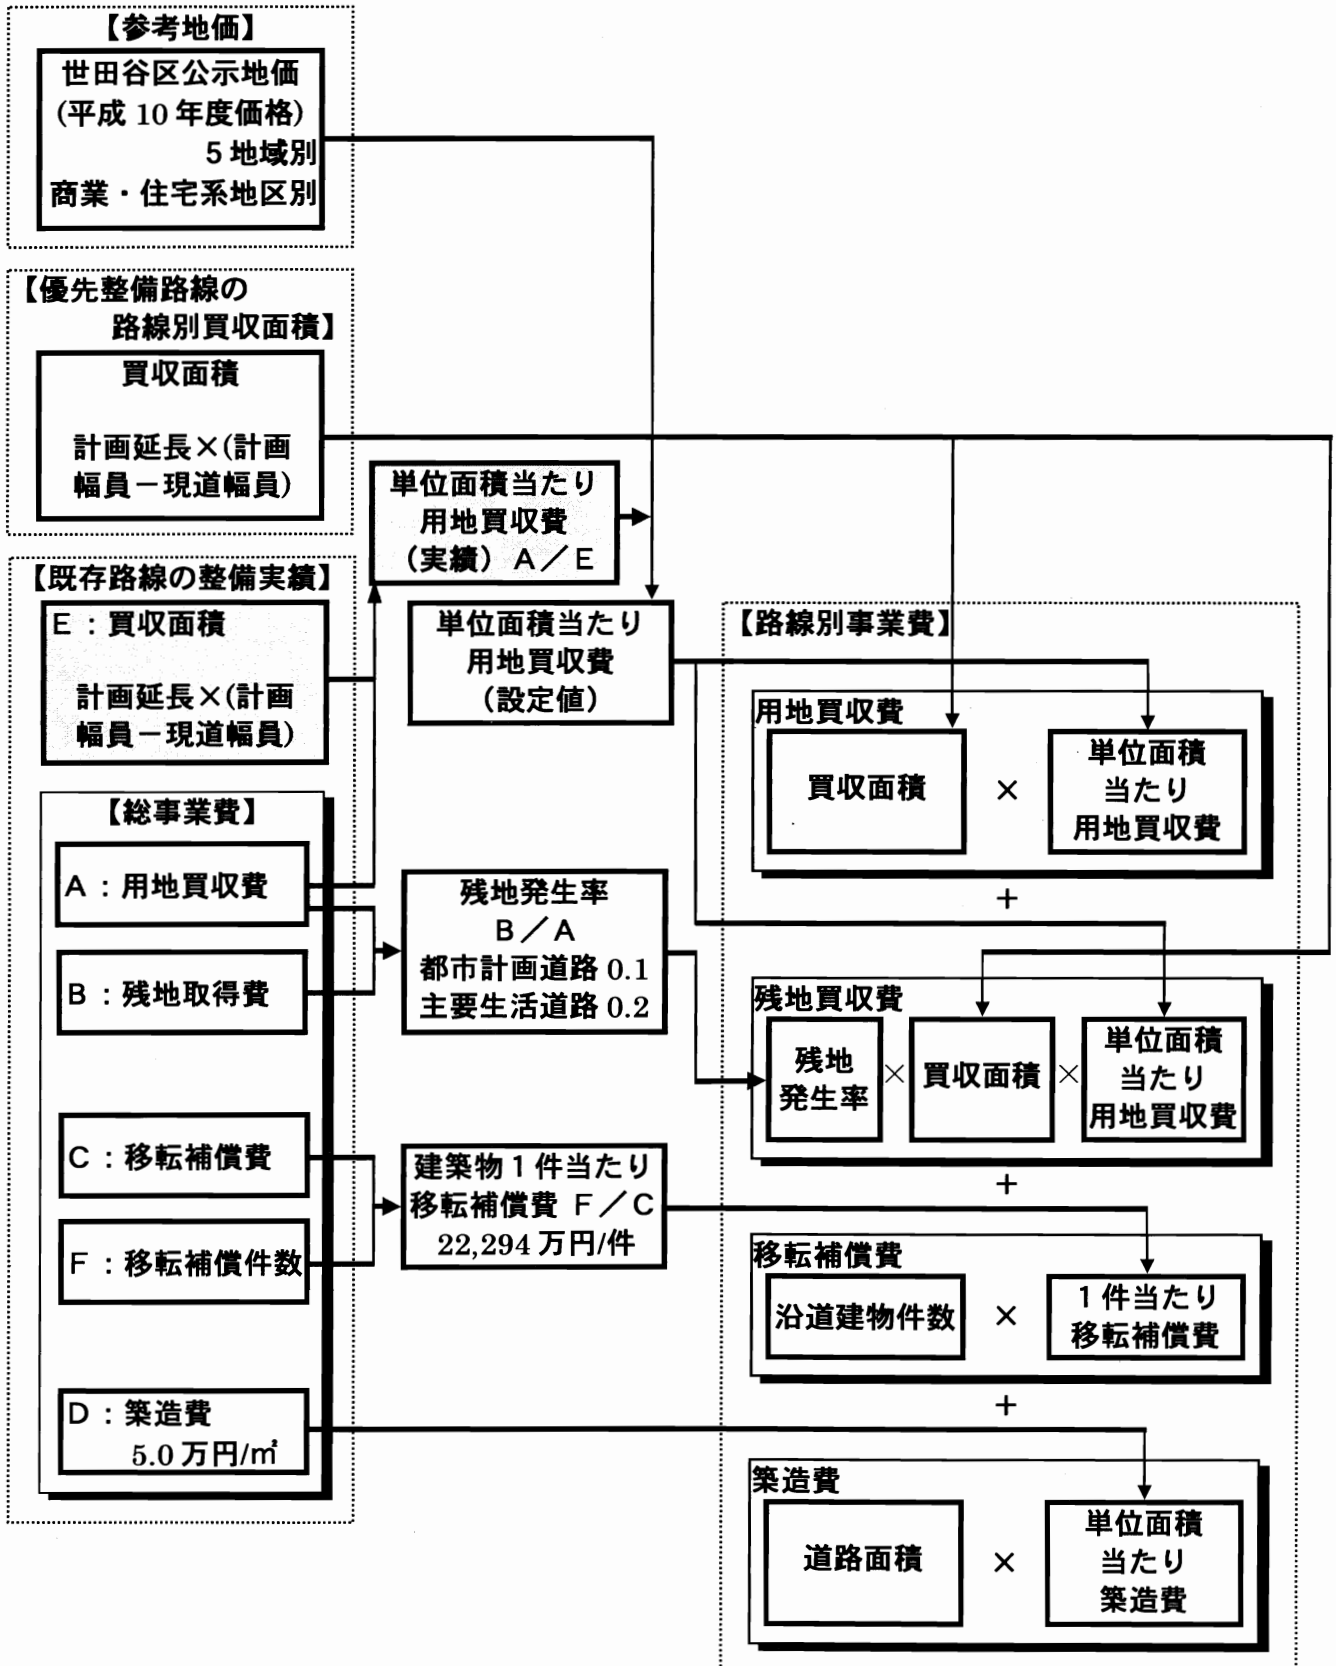 【参考地価】
世田谷区公示地価
(平成 10 年度価格)
5 地域別
商業・住宅系地区別
【優先整備路線の
路線別買収面積】
買収面積
計画延長×(計画
幅員－現道幅員)
単位面積当たり
用地買収費
（実績） A／E
【既存路線の整備実績】
E：買収面積
計画延長×(計画
幅員－現道幅員)
単位面積当たり
用地買収費
（設定値）
【総事業費】
A：用地買収費
B：残地取得費
C：移転補償費
F：移転補償件数
D：築造費
5.0 万円/㎡
残地発生率
B／A
都市計画道路 0.1
主要生活道路 0.2
建築物 1 件当たり
移転補償費 F／C
22,294 万円/件
【路線別事業費】
用地買収費
買収面積
×
単位面積
当たり
用地買収費
+
残地買収費
残地
発生率
×
買収面積
×
単位面積
当たり
用地買収費
+
移転補償費
沿道建物件数
×
1 件当たり
移転補償費
+
築造費
道路面積
×
単位面積
当たり
築造費